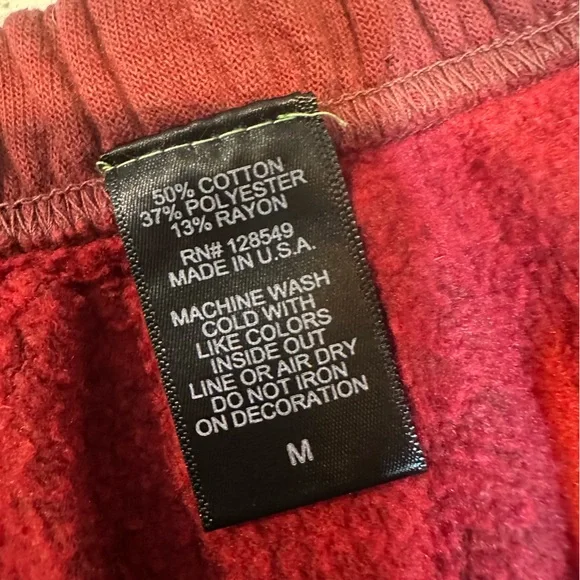 50% COTTON
37% POLYESTER
13% RAYON
RN# 128549
MADE IN U.S.A.
MACHINE WASH
COLD WITH
LIKE COLORS
INSIDE OUT
LINE OR AIR DRY
DO NOT IRON
ON DECORATION
M